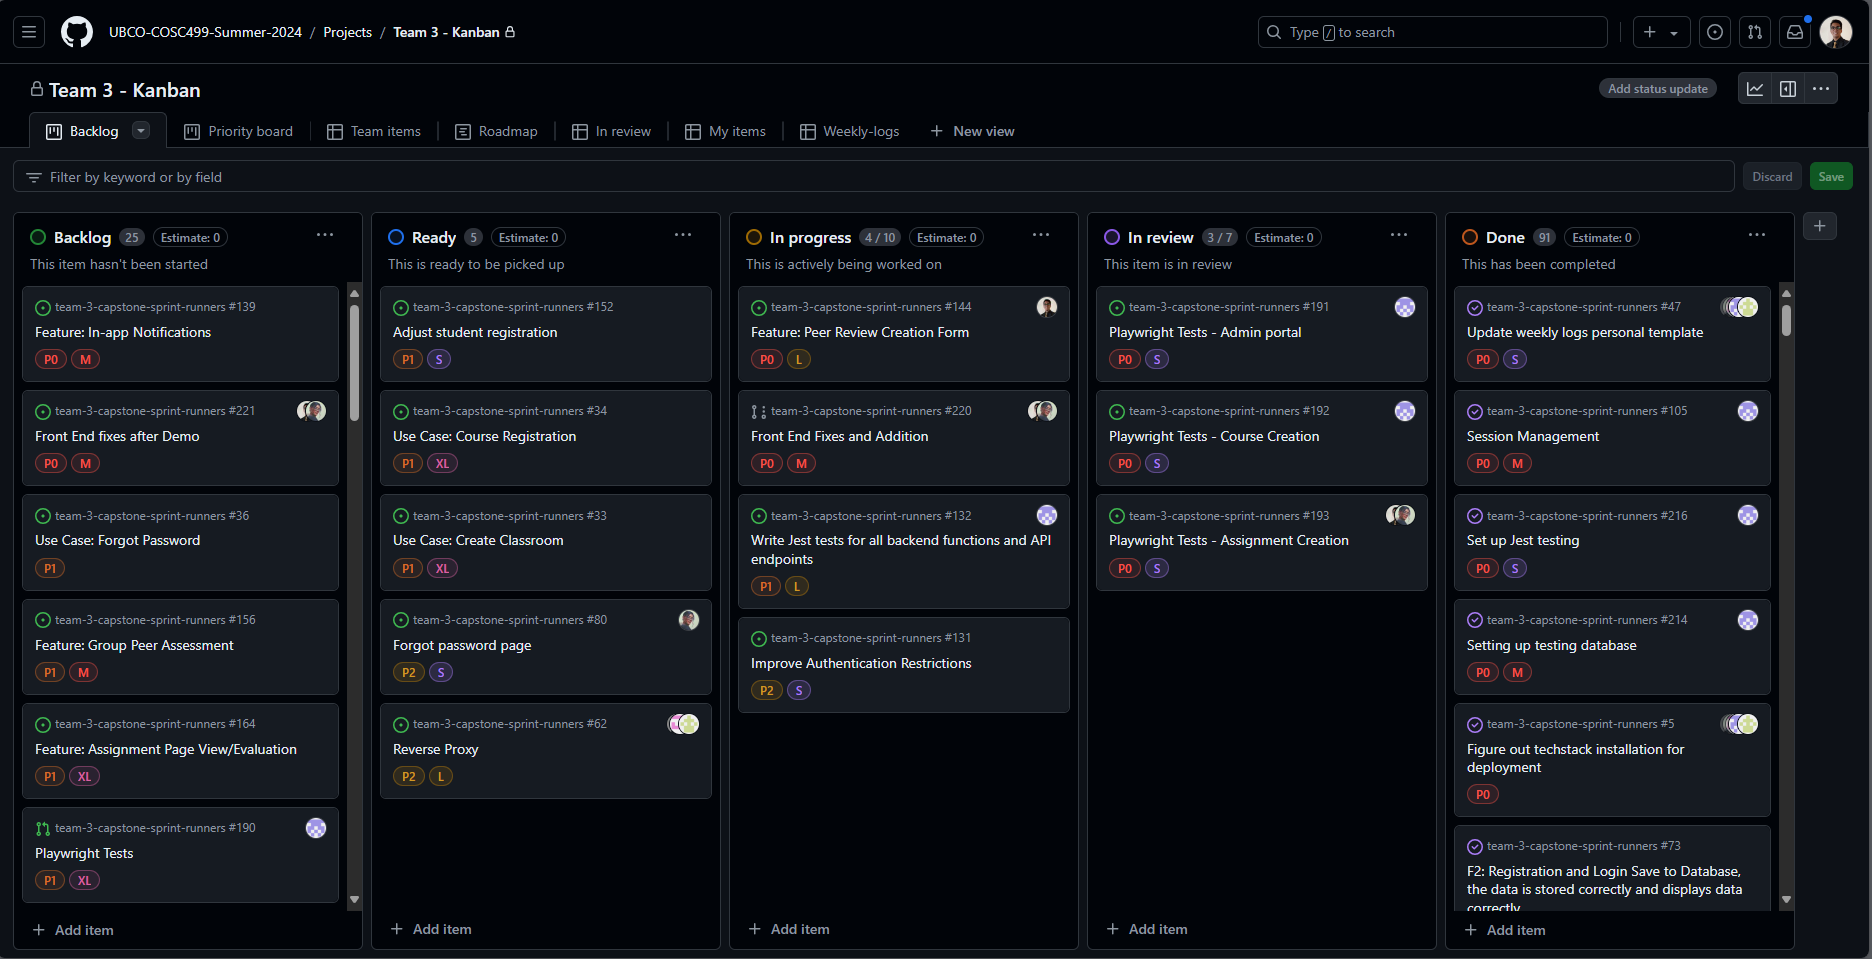 UBCO-COSC499-Summer-2024 / Projects / Team 3 - Kanban
Type / to search
Team 3 - Kanban
Add status update
Backlog
Priority board
Team items
Roadmap
In review
My items
Weekly-logs
New view
Filter by keyword or by field
Discard
Save
Backlog 25 Estimate: 0
This item hasn't been started
team-3-capstone-sprint-runners #139
Feature: In-app Notifications
P0 M
team-3-capstone-sprint-runners #221
Front End fixes after Demo
P0 M
team-3-capstone-sprint-runners #36
Use Case: Forgot Password
P1
team-3-capstone-sprint-runners #156
Feature: Group Peer Assessment
P1 M
team-3-capstone-sprint-runners #164
Feature: Assignment Page View/Evaluation
P1 XL
team-3-capstone-sprint-runners #190
Playwright Tests
P1 XL
Add item
Ready 5 Estimate: 0
This is ready to be picked up
team-3-capstone-sprint-runners #152
Adjust student registration
P1 S
team-3-capstone-sprint-runners #34
Use Case: Course Registration
P1 XL
team-3-capstone-sprint-runners #33
Use Case: Create Classroom
P1 XL
team-3-capstone-sprint-runners #80
Forgot password page
P2 S
team-3-capstone-sprint-runners #62
Reverse Proxy
P2 L
Add item
In progress 4 / 10 Estimate: 0
This is actively being worked on
team-3-capstone-sprint-runners #144
Feature: Peer Review Creation Form
P0 L
team-3-capstone-sprint-runners #220
Front End Fixes and Addition
P0 M
team-3-capstone-sprint-runners #132
Write Jest tests for all backend functions and API
endpoints
P1 L
team-3-capstone-sprint-runners #131
Improve Authentication Restrictions
P2 S
Add item
In review 3 / 7 Estimate: 0
This item is in review
team-3-capstone-sprint-runners #191
Playwright Tests - Admin portal
P0 S
team-3-capstone-sprint-runners #192
Playwright Tests - Course Creation
P0 S
team-3-capstone-sprint-runners #193
Playwright Tests - Assignment Creation
P0 S
Add item
Done 91 Estimate: 0
This has been completed
team-3-capstone-sprint-runners #47
Update weekly logs personal template
P0 S
team-3-capstone-sprint-runners #105
Session Management
P0 M
team-3-capstone-sprint-runners #216
Set up Jest testing
P0 S
team-3-capstone-sprint-runners #214
Setting up testing database
P0 M
team-3-capstone-sprint-runners #5
Figure out techstack installation for
deployment
P0
team-3-capstone-sprint-runners #73
F2: Registration and Login Save to Database,
the data is stored correctly and displays data
correctly
Add item